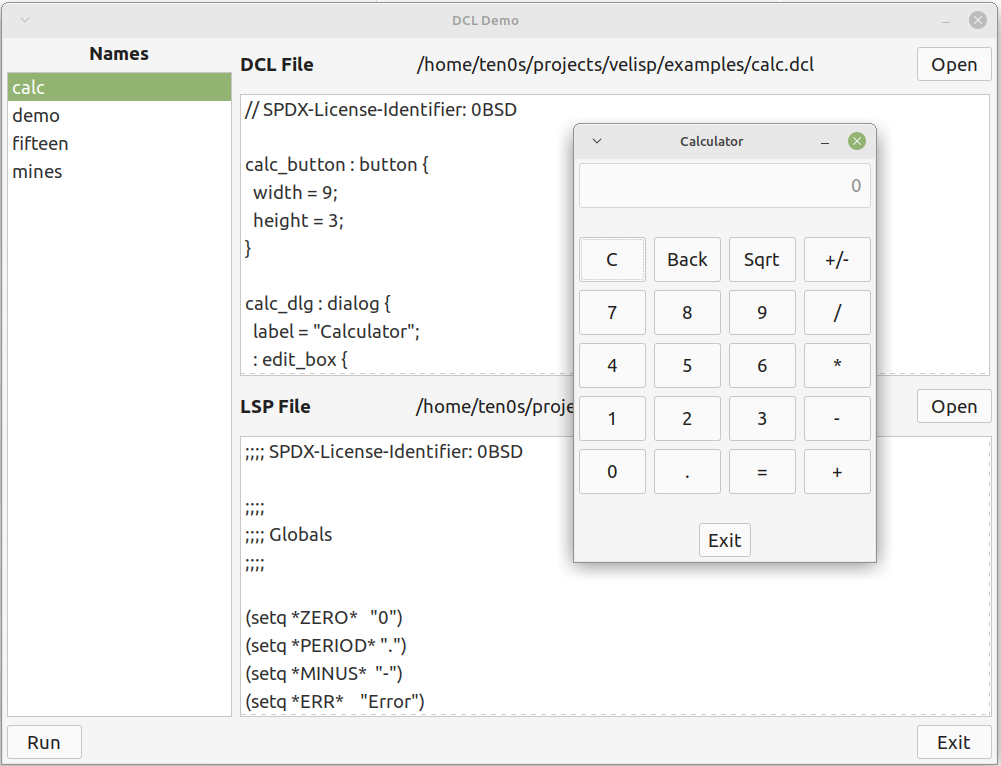 DCL Demo
Names
calc
demo
fifteen
mines
DCL File /home/ten0s/projects/velisp/examples/calc.dcl Open
// SPDX-License-Identifier: 0BSD
calc_button : button {
width = 9;
height = 3;
}
calc_dlg : dialog {
label = "Calculator";
: edit_box {
LSP File /home/ten0s/proje Open
;;;; SPDX-License-Identifier: 0BSD
;;;;
;;;; Globals
;;;;
(setq *ZERO* "0")
(setq *PERIOD* ".")
(setq *MINUS* "-")
(setq *ERR* "Error")
Calculator
0
C Back Sqrt +/-
7 8 9 /
4 5 6 *
1 2 3 -
0 . = +
Exit
Run Exit